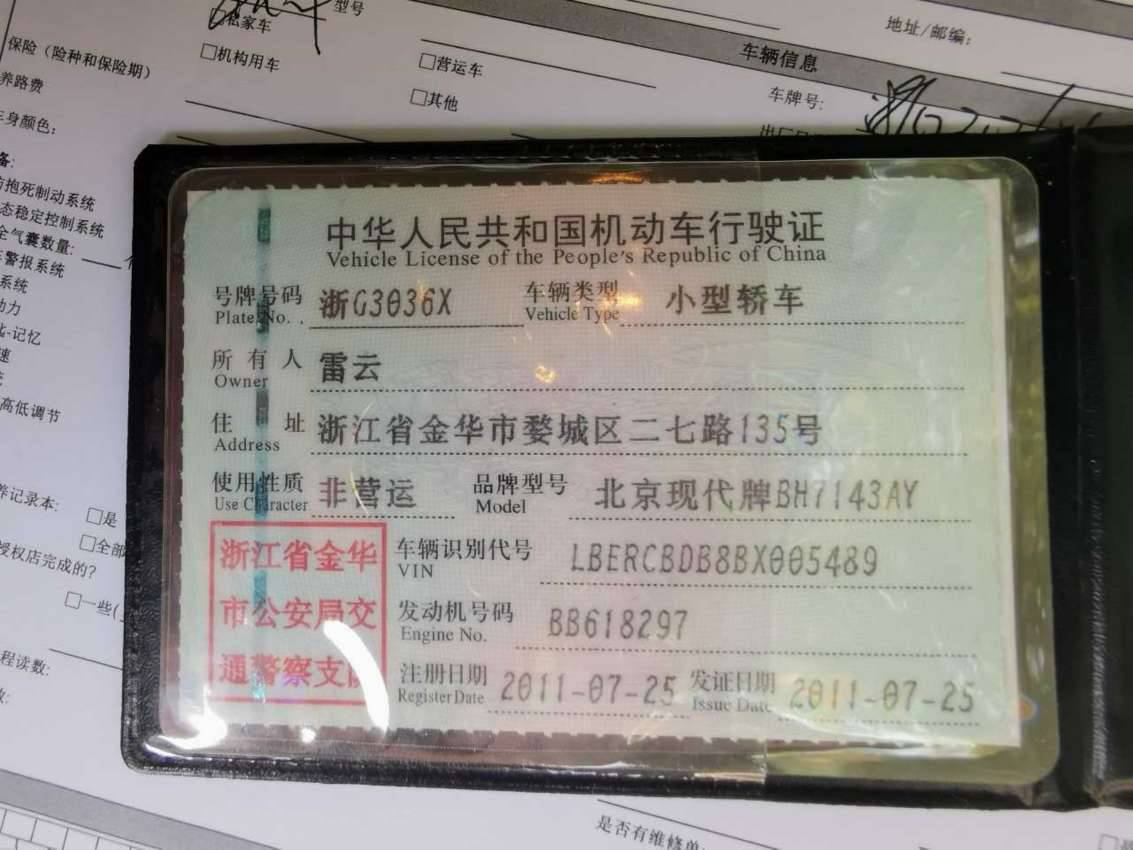 型号
私家车
地址/邮编:
保险（险种和保险期）
□机构用车
□营运车
车辆信息
养路费
□其他
车牌号:
车身颜色:
抱死制动系统
态稳定控制系统
气囊数量:
警报系统
系统
动力
记忆
速
高低调节
养记录本:
□是
□全部
授权店完成的?
□一些(
程读数:
中华人民共和国机动车行驶证
Vehicle License of the People's Republic of China
号牌号码 浙G3036X 车辆类型 小型轿车
Plate No. Vehicle Type
所有人 雷云
Owner
住址 浙江省金华市婺城区二七路135号
Address
使用性质 非营运 品牌型号 北京现代牌BH7143AY
Use Character Model
浙江省金华
市公安局交
通警察支队
车辆识别代号 LBERCBDB8BX005489
VIN
发动机号码 BB618297
Engine No.
注册日期 2011-07-25 发证日期 2011-07-25
Register Date Issue Date
是否有维修单